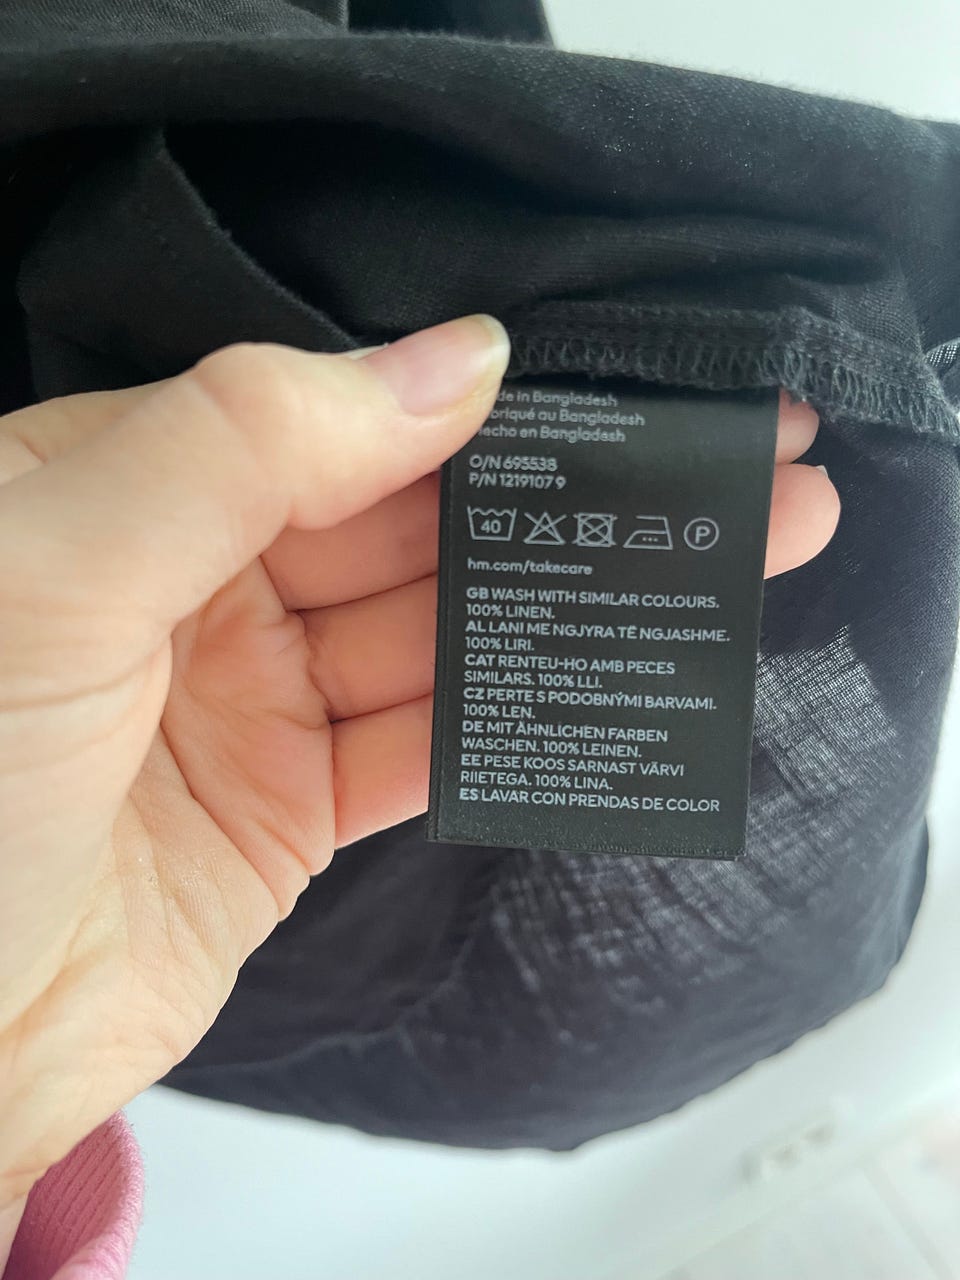 in Bangladesh
au Bangladesh
en Bangladesh
O/N 695538
P/N 1219107 9
40 P
hm.com/takecare
GB WASH WITH SIMILAR COLOURS.
100% LINEN.
AL LANI ME NGJYRA TË NGJASHME.
100% LIRI.
CAT RENTEU-HO AMB PECES
SIMILARS. 100% LLI.
CZ PERTE S PODOBNÝMI BARVAMI.
100% LEN.
DE MIT ÄHNLICHEN FARBEN
WASCHEN. 100% LEINEN.
EE PESE KOOS SARNAST VÄRVI
RIIETEGA. 100% LINA.
ES LAVAR CON PRENDAS DE COLOR